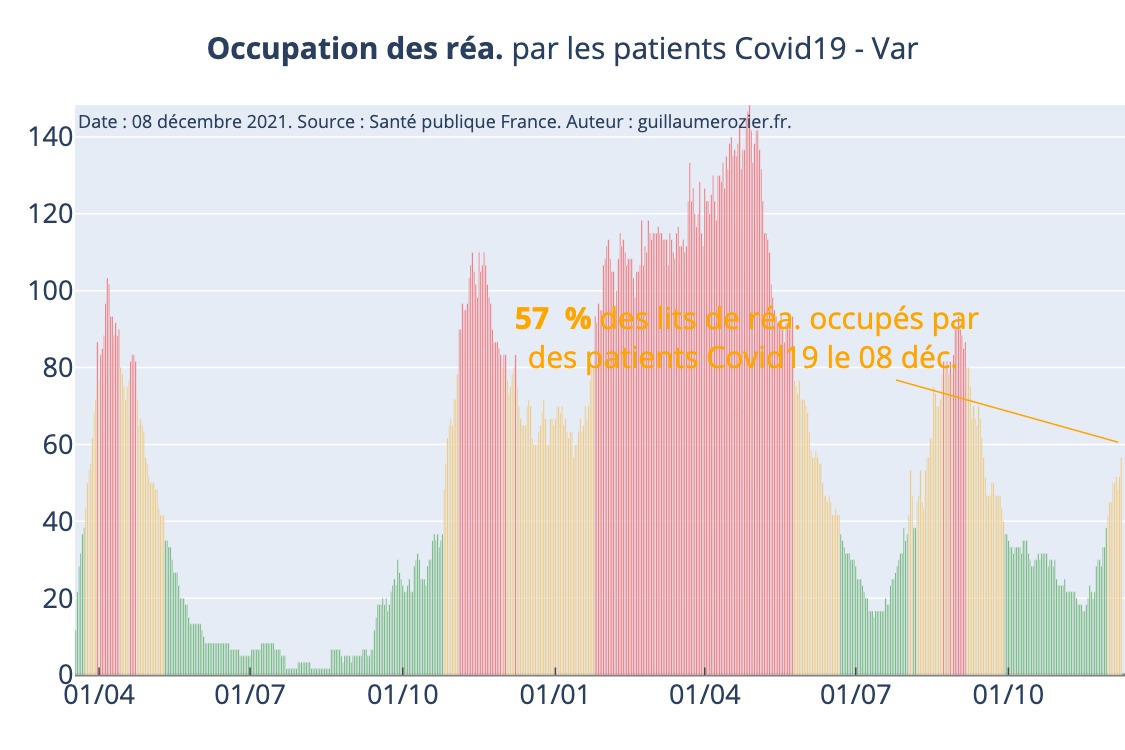 Occupation des réa. par les patients Covid19 - Var
Date : 08 décembre 2021. Source : Santé publique France. Auteur : guillaumerozier.fr.
140
120
100
57 % des lits de réa. occupés par
des patients Covid19 le 08 déc.
80
60
40
20
0
01/04 01/07 01/10 01/01 01/04 01/07 01/10